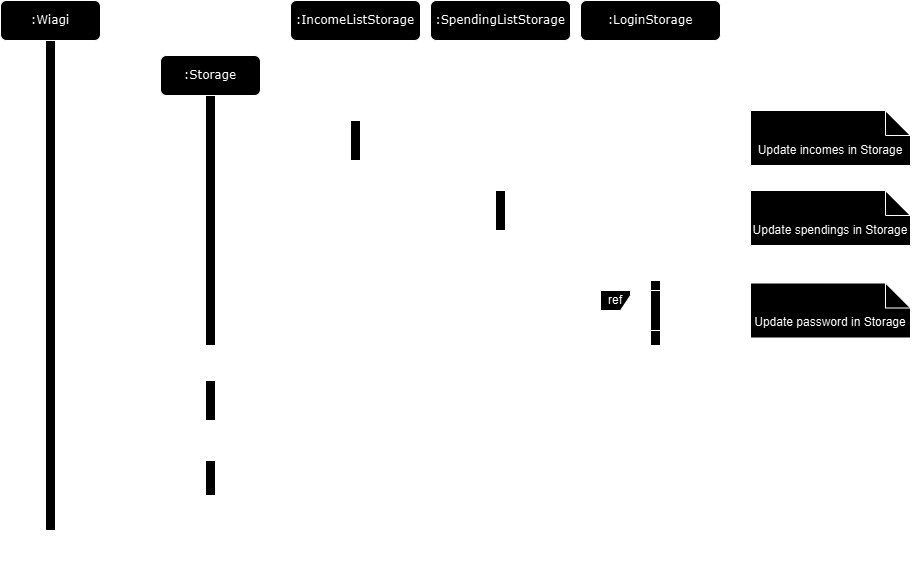 :Wiagi
:IncomeListStorage
:SpendingListStorage
:LoginStorage
:Storage
Update incomes in Storage
Update spendings in Storage
ref
Update password in Storage